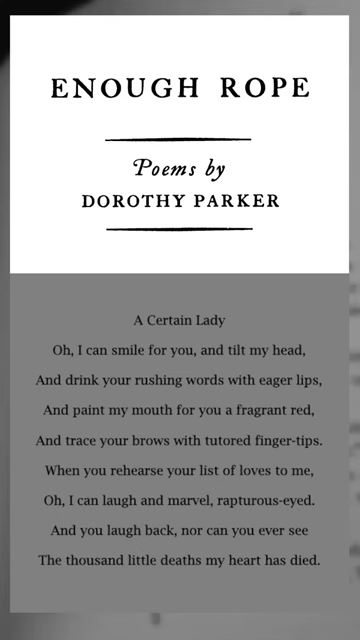 ENOUGH ROPE
Poems by
DOROTHY PARKER
A Certain Lady
Oh, I can smile for you, and tilt my head,
And drink your rushing words with eager lips,
And paint my mouth for you a fragrant red,
And trace your brows with tutored finger-tips.
When you rehearse your list of loves to me,
Oh, I can laugh and marvel, rapturous-eyed.
And you laugh back, nor can you ever see
The thousand little deaths my heart has died.